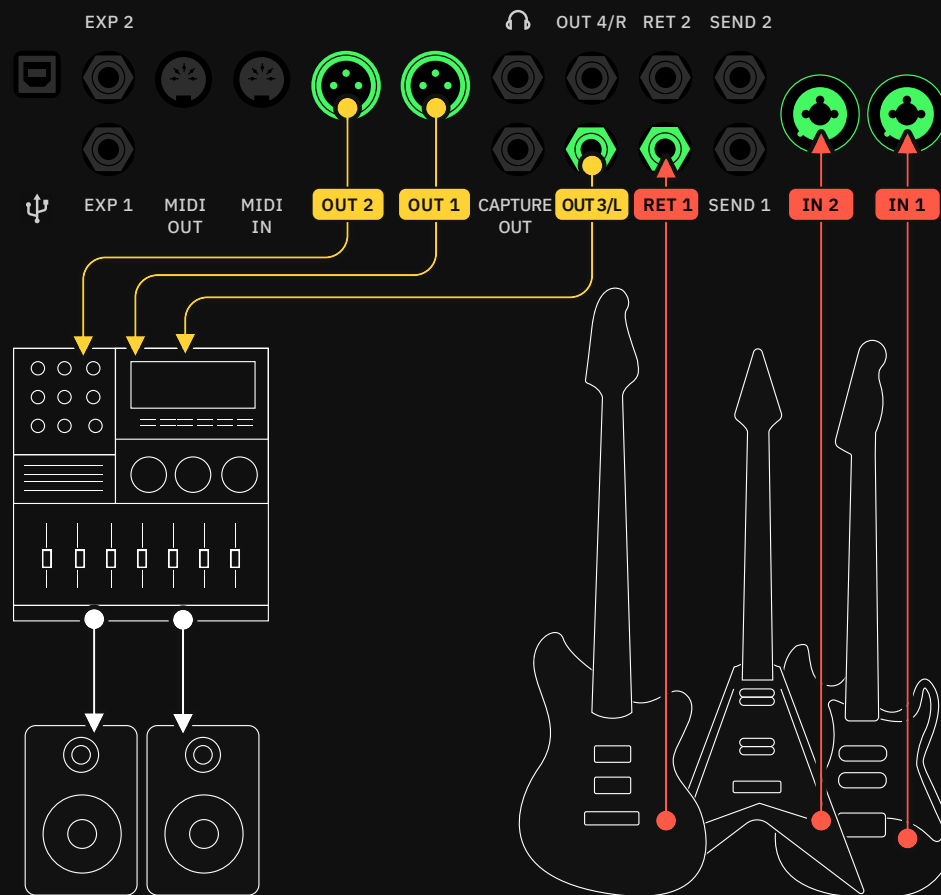 EXP 2
OUT 4/R
RET 2
SEND 2
EXP 1
MIDI
OUT
MIDI
IN
OUT 2
OUT 1
CAPTURE
OUT
OUT 3/L
RET 1
SEND 1
IN 2
IN 1